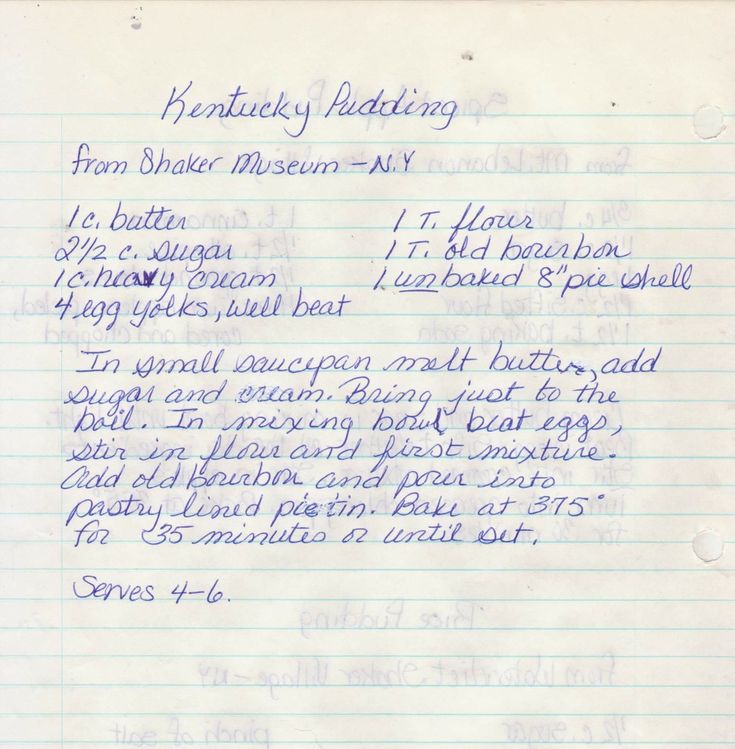 Kentucky Pudding
from Shaker Museum - N.Y
1 c. butter
2 1/2 c. sugar
1 c. heavy cream
4 egg yolks, well beat
1 T. flour
1 T. old bourbon
1 unbaked 8" pie shell
In small saucepan melt butter, add
sugar and cream. Bring just to the
boil. In mixing bowl beat eggs,
stir in flour and first mixture.
Add old bourbon and pour into
pastry lined pie tin. Bake at 375°
for 35 minutes or until set.
Serves 4-6.